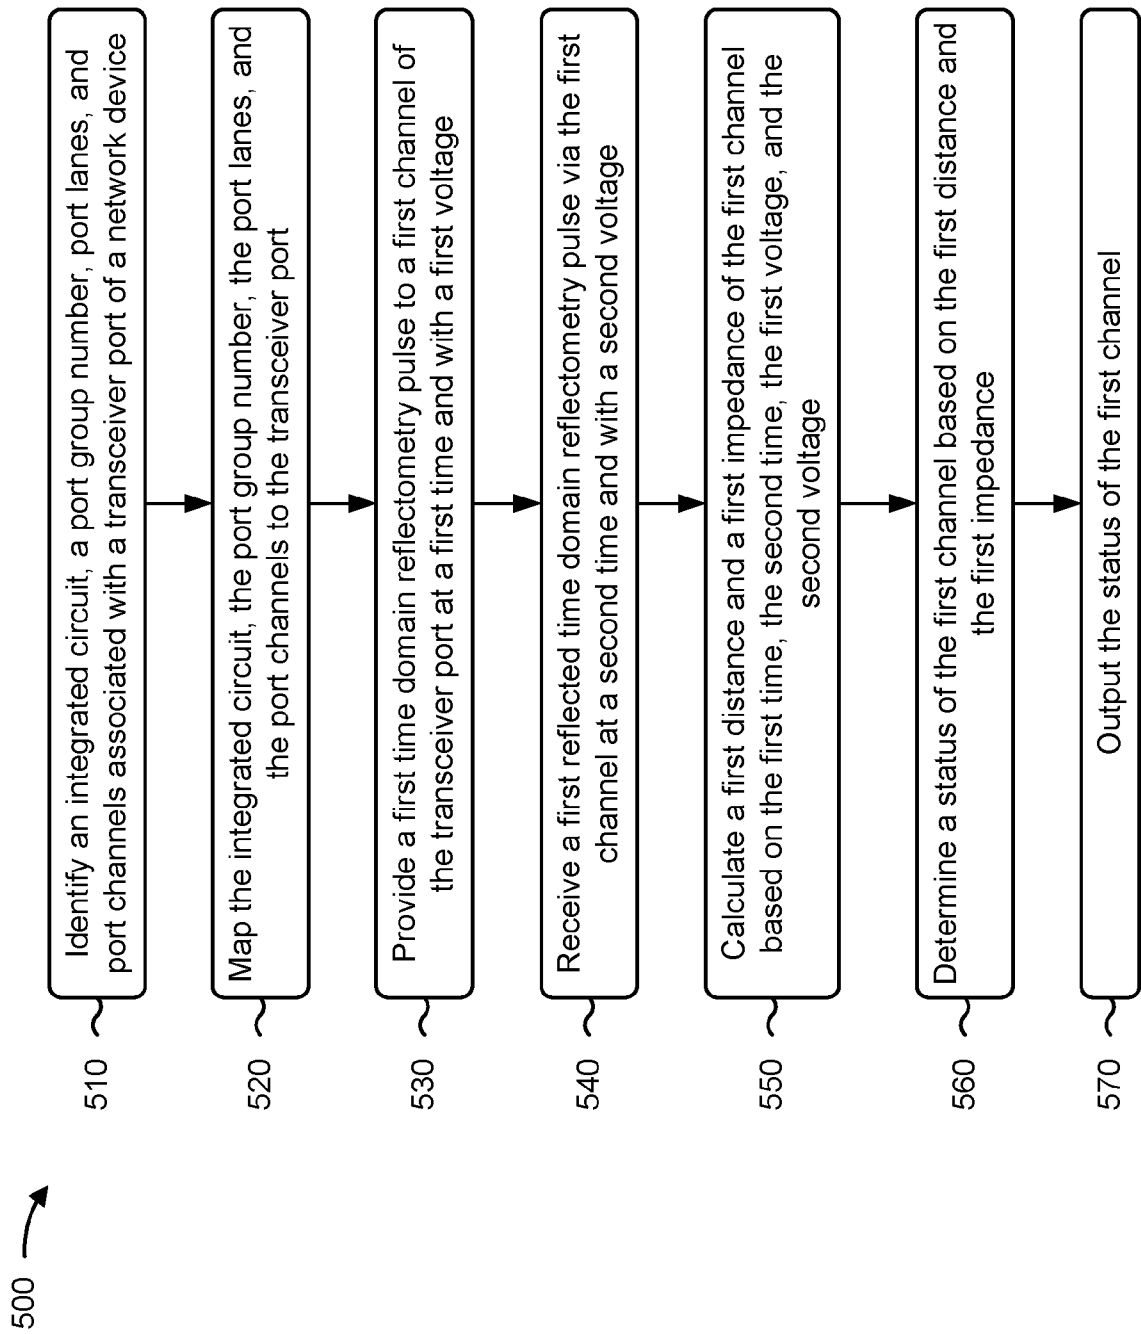 500
510
Identify an integrated circuit, a port group number, port lanes, and
port channels associated with a transceiver port of a network device
520
Map the integrated circuit, the port group number, the port lanes, and
the port channels to the transceiver port
530
Provide a first time domain reflectometry pulse to a first channel of
the transceiver port at a first time and with a first voltage
540
Receive a first reflected time domain reflectometry pulse via the first
channel at a second time and with a second voltage
550
Calculate a first distance and a first impedance of the first channel
based on the first time, the second time, the first voltage, and the
second voltage
560
Determine a status of the first channel based on the first distance and
the first impedance
570
Output the status of the first channel